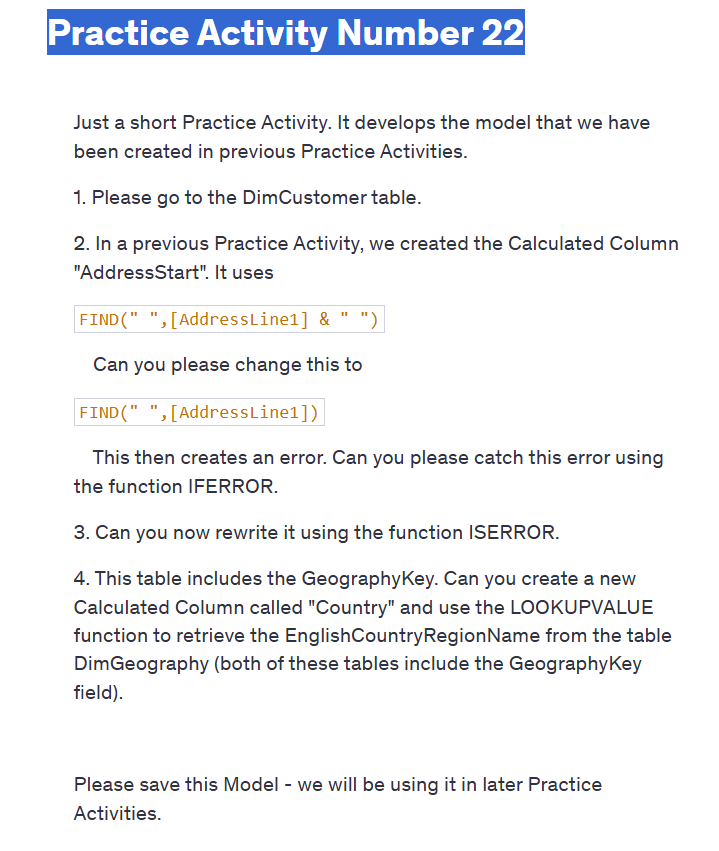 Practice Activity Number 22
Just a short Practice Activity. It develops the model that we have
been created in previous Practice Activities.
1. Please go to the DimCustomer table.
2. In a previous Practice Activity, we created the Calculated Column
"AddressStart". It uses
FIND(" ",[AddressLine1] & " ")
Can you please change this to
FIND(" ",[AddressLine1])
This then creates an error. Can you please catch this error using
the function IFERROR.
3. Can you now rewrite it using the function ISERROR.
4. This table includes the GeographyKey. Can you create a new
Calculated Column called "Country" and use the LOOKUPVALUE
function to retrieve the EnglishCountryRegionName from the table
DimGeography (both of these tables include the GeographyKey
field).
Please save this Model - we will be using it in later Practice
Activities.